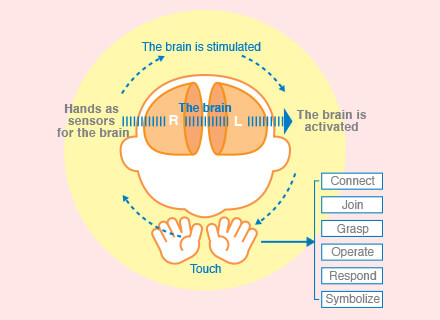 The brain is stimulated
Hands as
sensors
for the brain
The brain
R
L
The brain is
activated
Touch
Connect
Join
Grasp
Operate
Respond
Symbolize